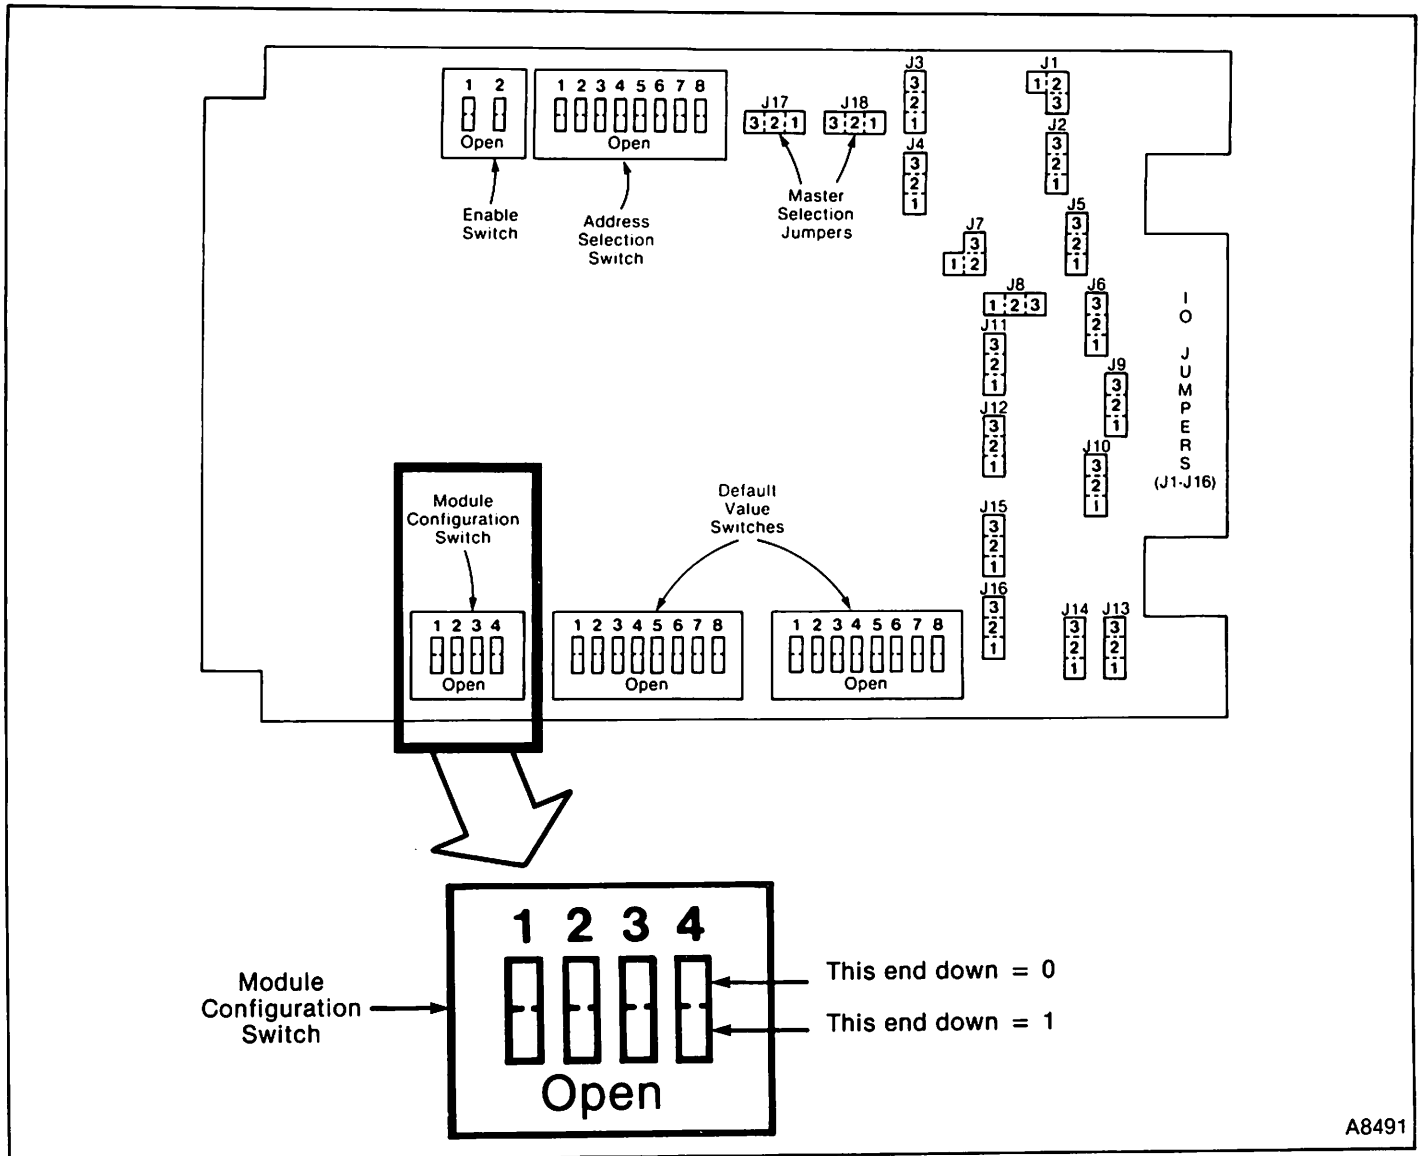 1 2
Open
Enable
Switch
1 2 3 4 5 6 7 8
Open
Address
Selection
Switch
J17
3 2 1
J18
3 2 1
Master
Selection
Jumpers
J3
3
2
1
J4
3
2
1
J1
1 2
3
J2
3
2
1
J5
3
2
1
J7
3
1 2
J8
1 2 3
J6
3
2
1
J11
3
2
1
J9
3
2
1
J12
3
2
1
J10
3
2
1
J15
3
2
1
J16
3
2
1
J14
3
2
1
J13
3
2
1
IO JUMPERS
(J1-J16)
Module
Configuration
Switch
1 2 3 4
Open
Default
Value
Switches
1 2 3 4 5 6 7 8
Open
1 2 3 4 5 6 7 8
Open
1 2 3 4
Open
Module
Configuration
Switch
This end down = 0
This end down = 1
A8491